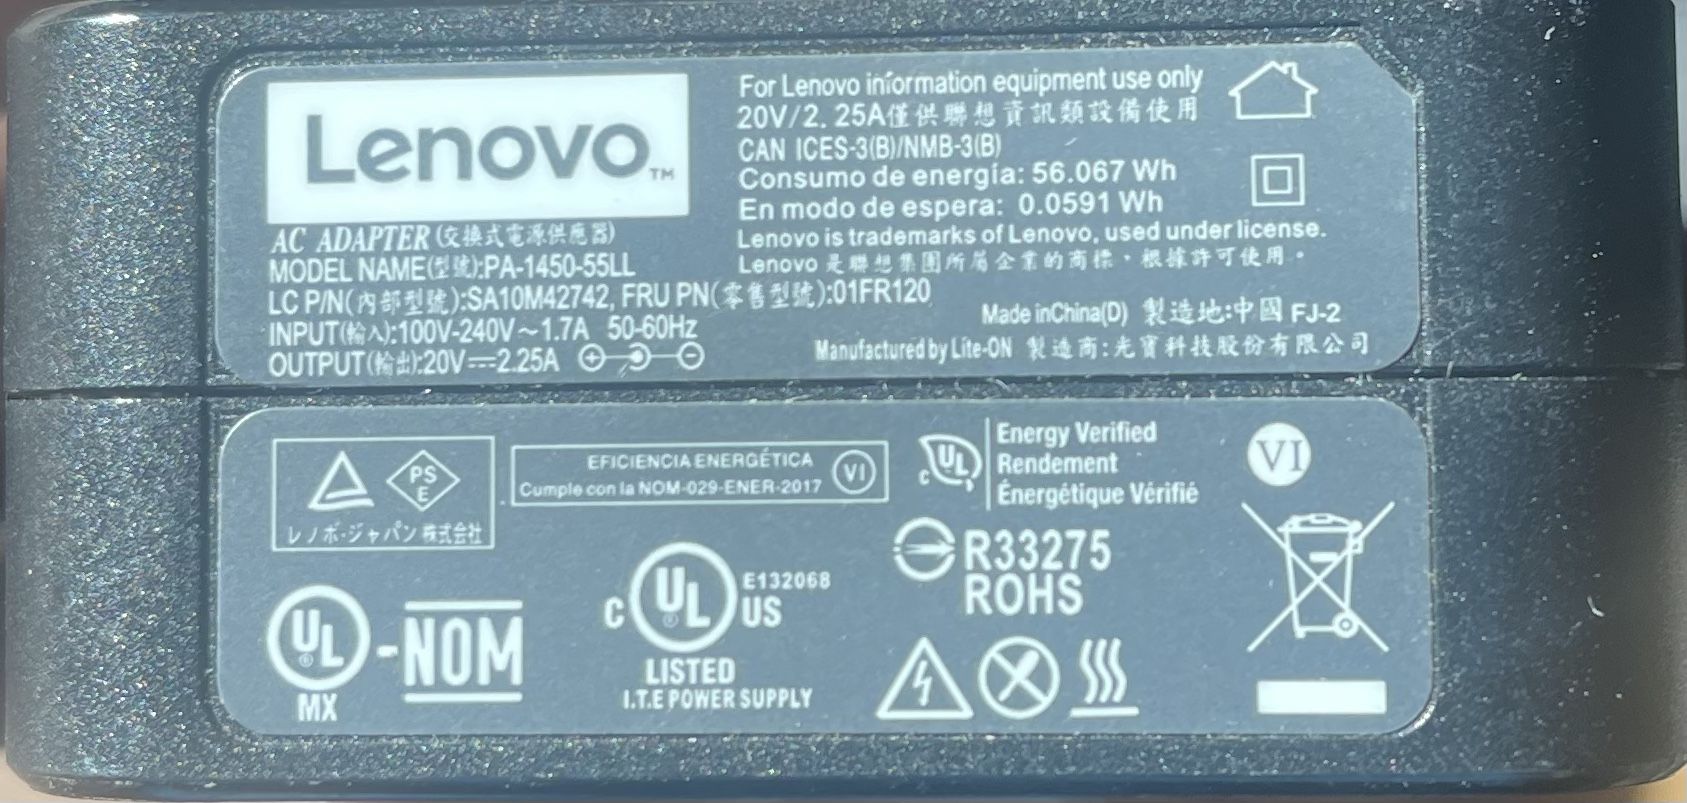 Lenovo™
AC ADAPTER(交換式電源供應器)
MODEL NAME(型號):PA-1450-55LL
LC P/N(內部型號):SA10M42742, FRU PN(零售型號):01FR120
INPUT(輸入):100V-240V～1.7A 50-60Hz
OUTPUT(輸出):20V⎓2.25A
For Lenovo information equipment use only
20V/2. 25A僅供聯想資訊類設備使用
CAN ICES-3(B)/NMB-3(B)
Consumo de energía: 56.067 Wh
En modo de espera: 0.0591 Wh
Lenovo is trademarks of Lenovo, used under license.
Lenovo 是聯想集團所屬企業的商標，根據許可使用。
Made inChina(D) 製造地:中國 FJ-2
Manufactured by Lite-ON 製造商:光寶科技股份有限公司
PS
E
レノボ・ジャパン 株式会社
EFICIENCIA ENERGÉTICA
Cumple con la NOM-029-ENER-2017
VI
c UL
Energy Verified
Rendement
Énergétique Vérifié
VI
UL
MX
-NOM
C UL US
E132068
LISTED
I.T.E POWER SUPPLY
R33275
ROHS